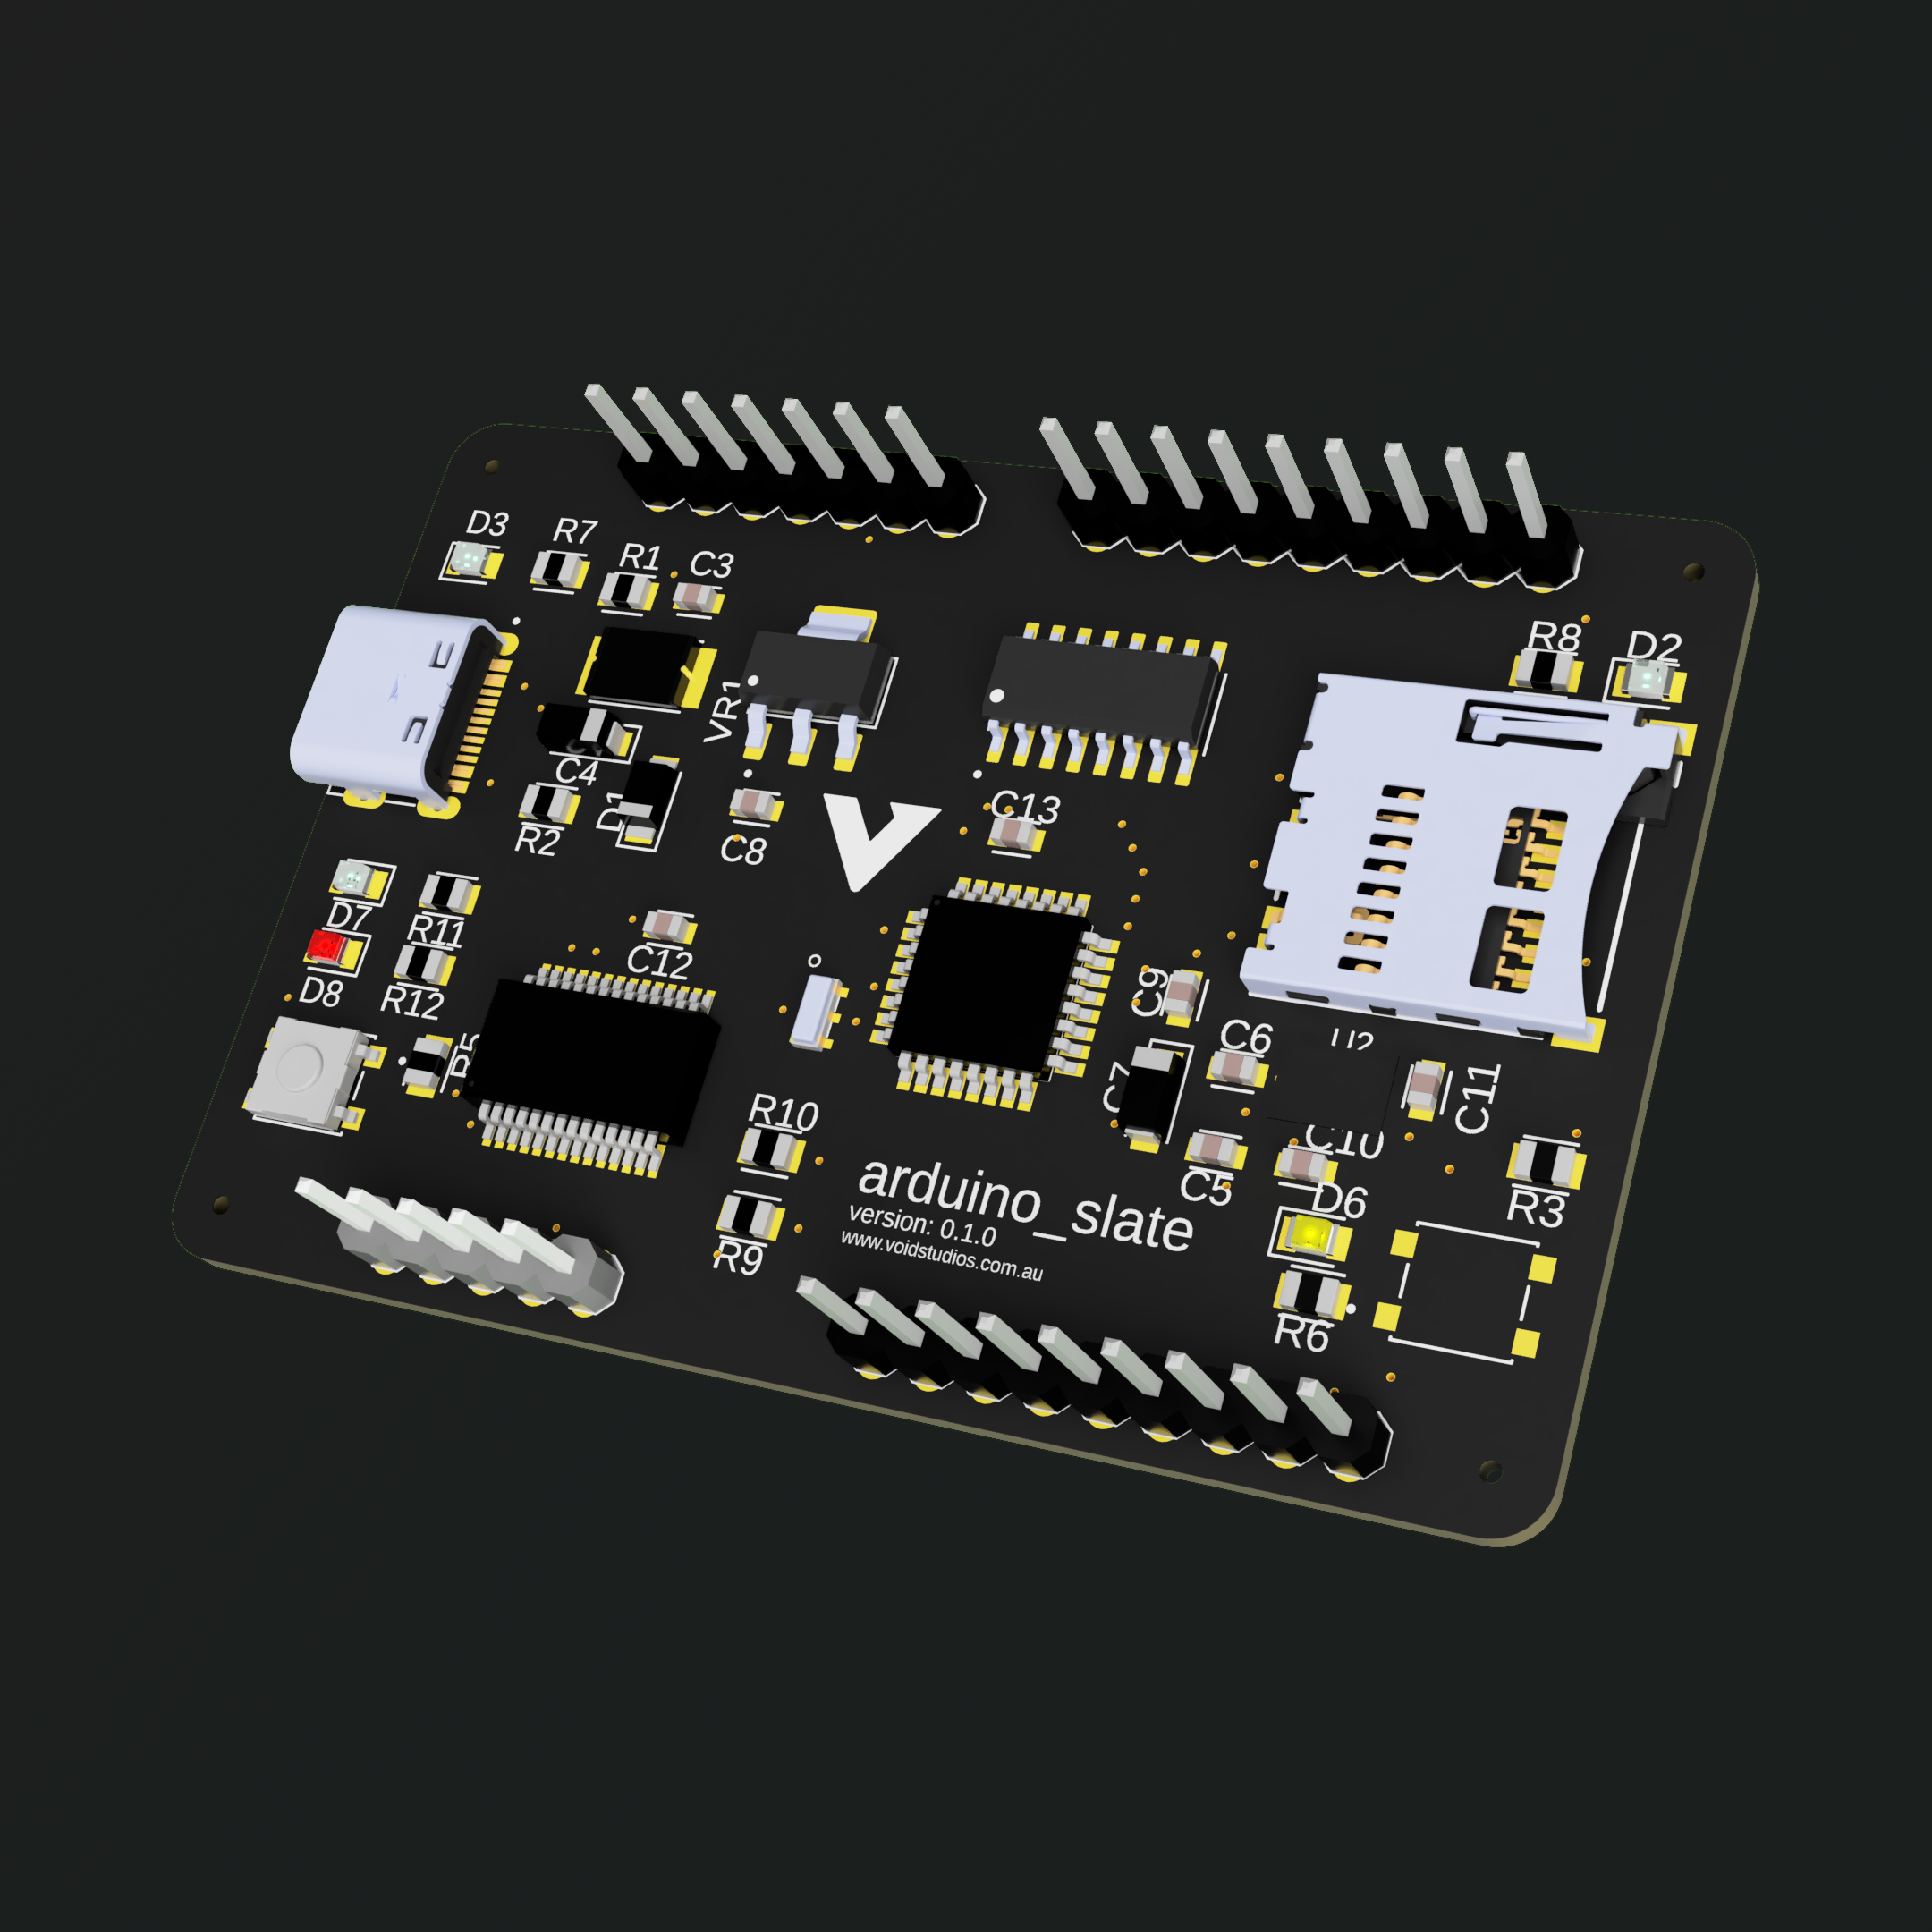 D3
R7
R1
C3
R8
D2
VR1
C4
R2
D1
C8
C13
D7
R11
D8
R12
C12
C9
C6
C7
C11
C10
R10
C5
D6
R3
R9
R6
arduino_slate
version: 0.1.0
www.voidstudios.com.au